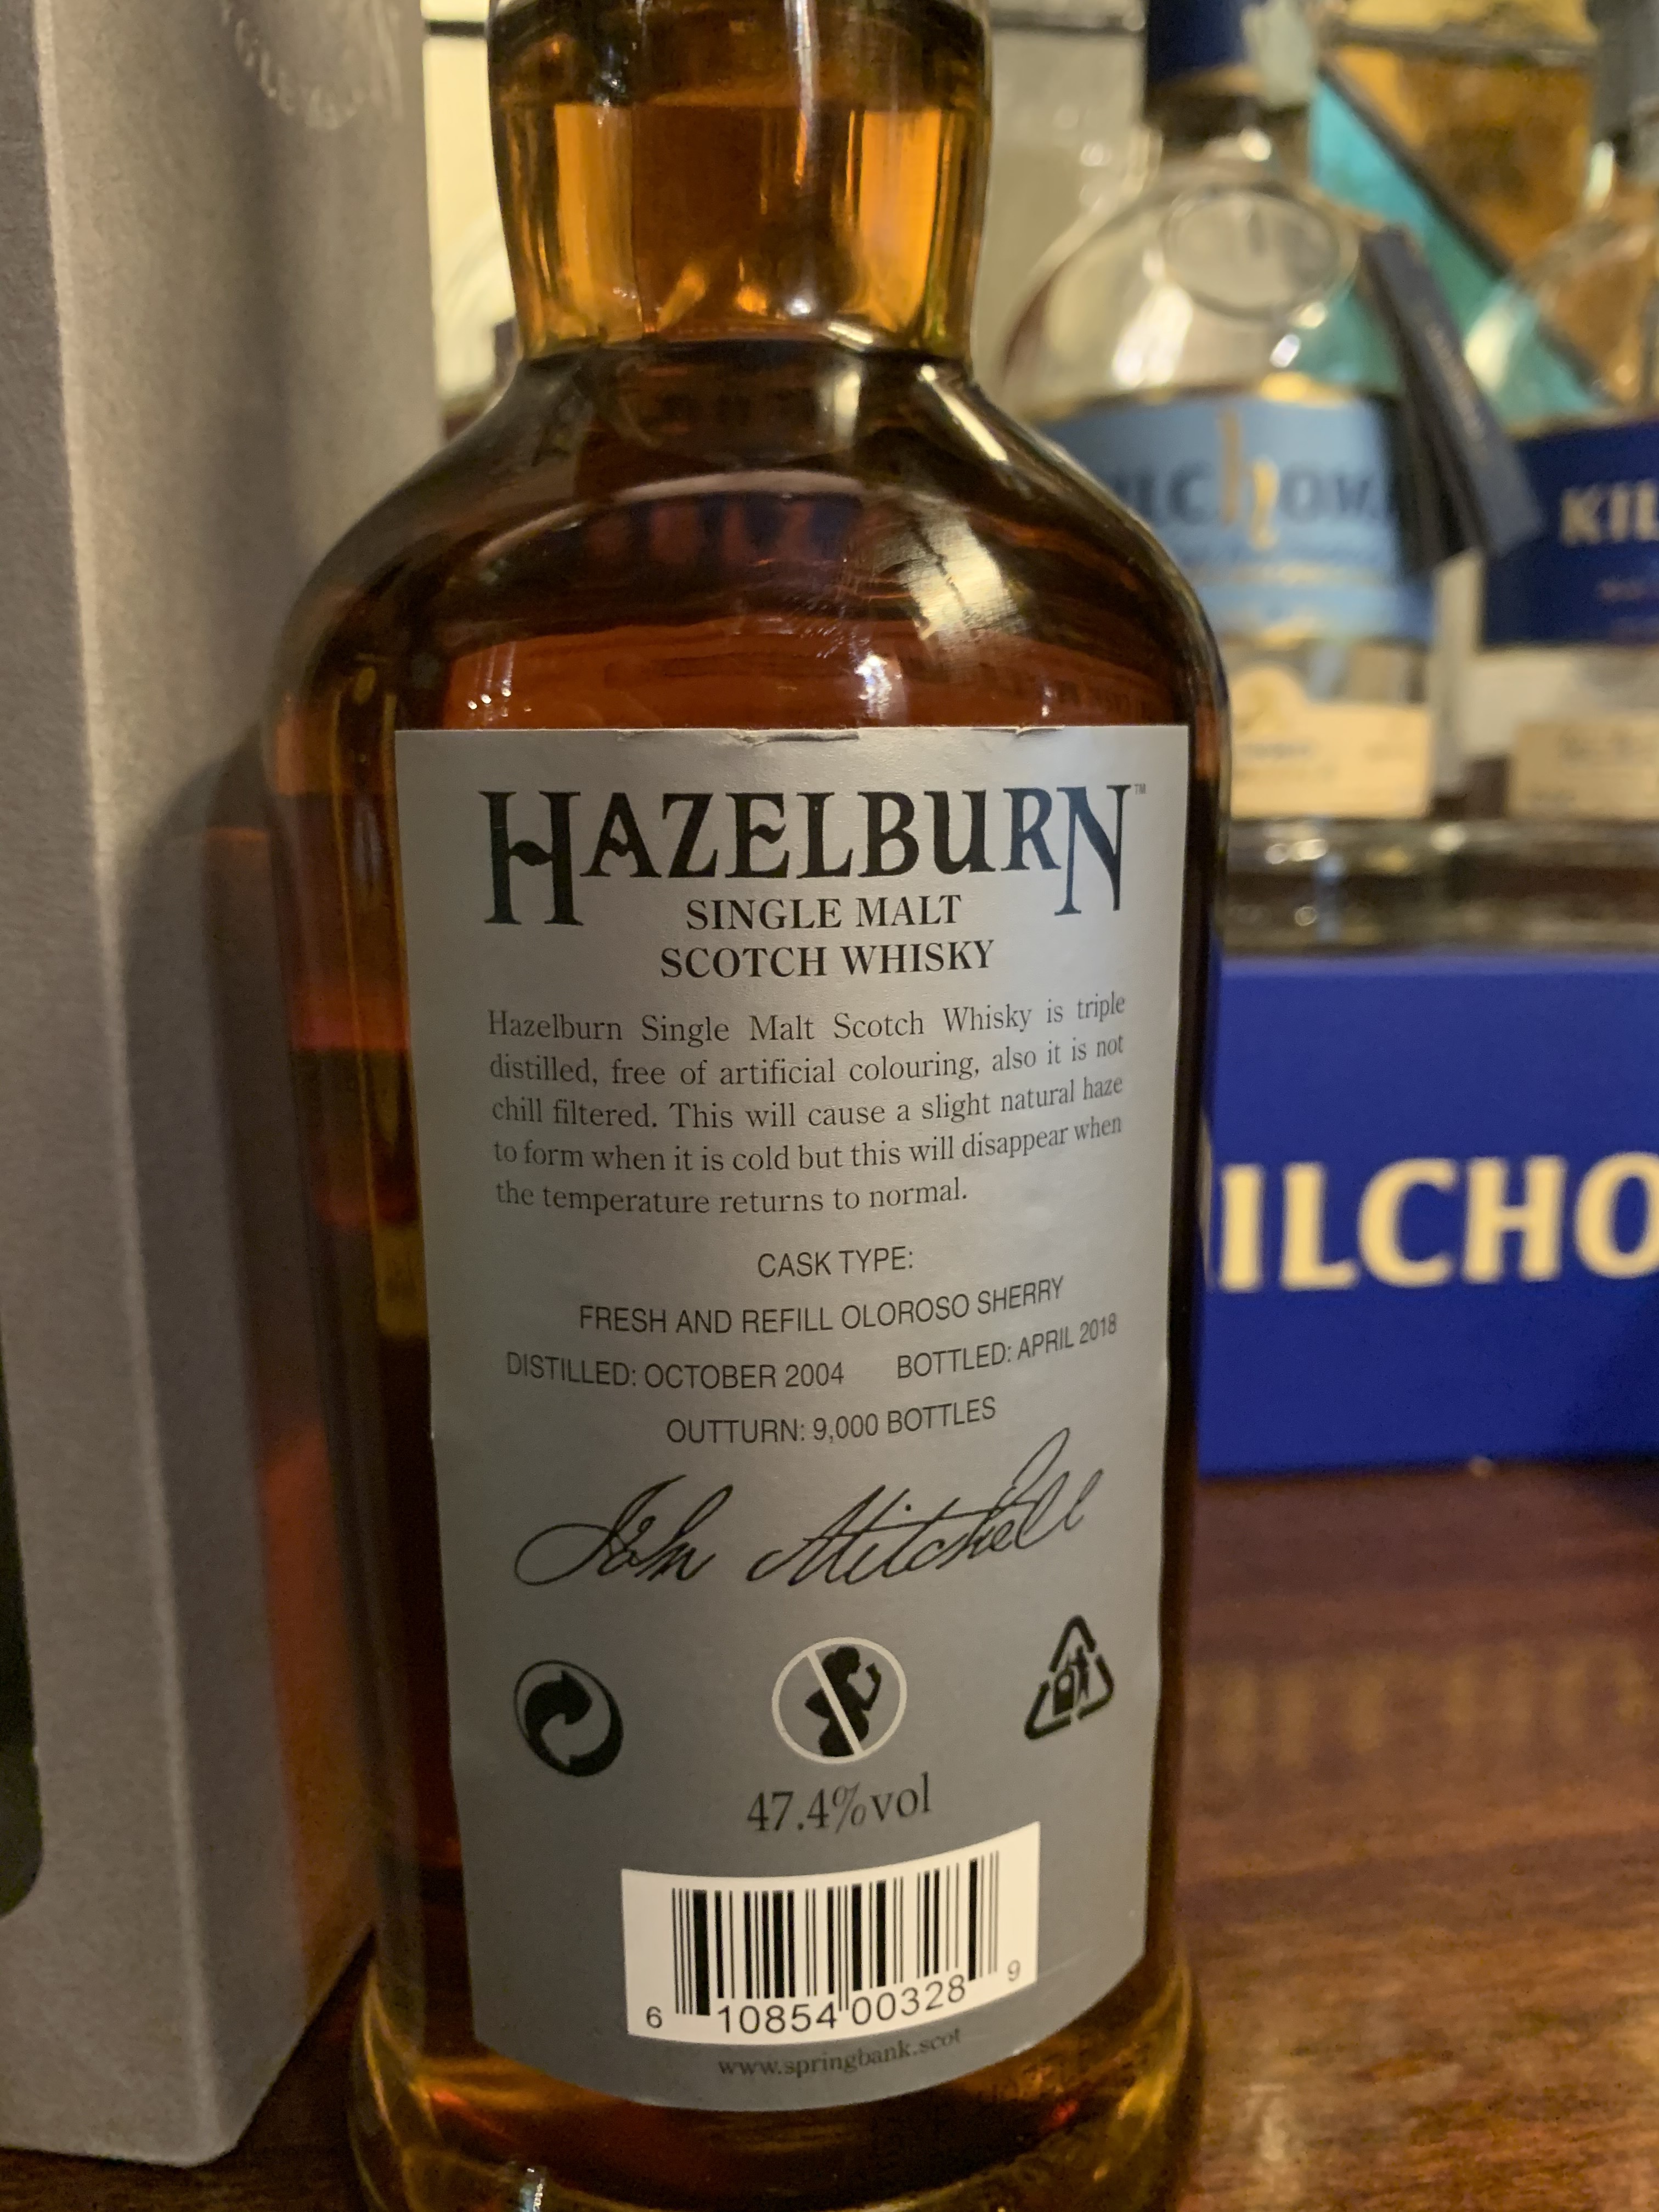 HAZELBURN™
SINGLE MALT
SCOTCH WHISKY
Hazelburn Single Malt Scotch Whisky is triple
distilled, free of artificial colouring, also it is not
chill filtered. This will cause a slight natural haze
to form when it is cold but this will disappear when
the temperature returns to normal.
CASK TYPE:
FRESH AND REFILL OLOROSO SHERRY
DISTILLED: OCTOBER 2004 BOTTLED: APRIL 2018
OUTTURN: 9,000 BOTTLES
John Mitchell
47.4%vol
6 10854 00328 9
www.springbank.scot
KIL
ILCHO